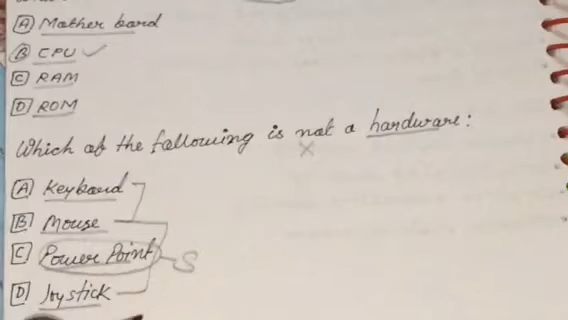 [A] Mother board
[B] CPU ✓
[C] RAM
[D] ROM
Which of the following is not a hardware:
[A] Keyboard
[B] Mouse
[C] Power Point S
[D] Joystick